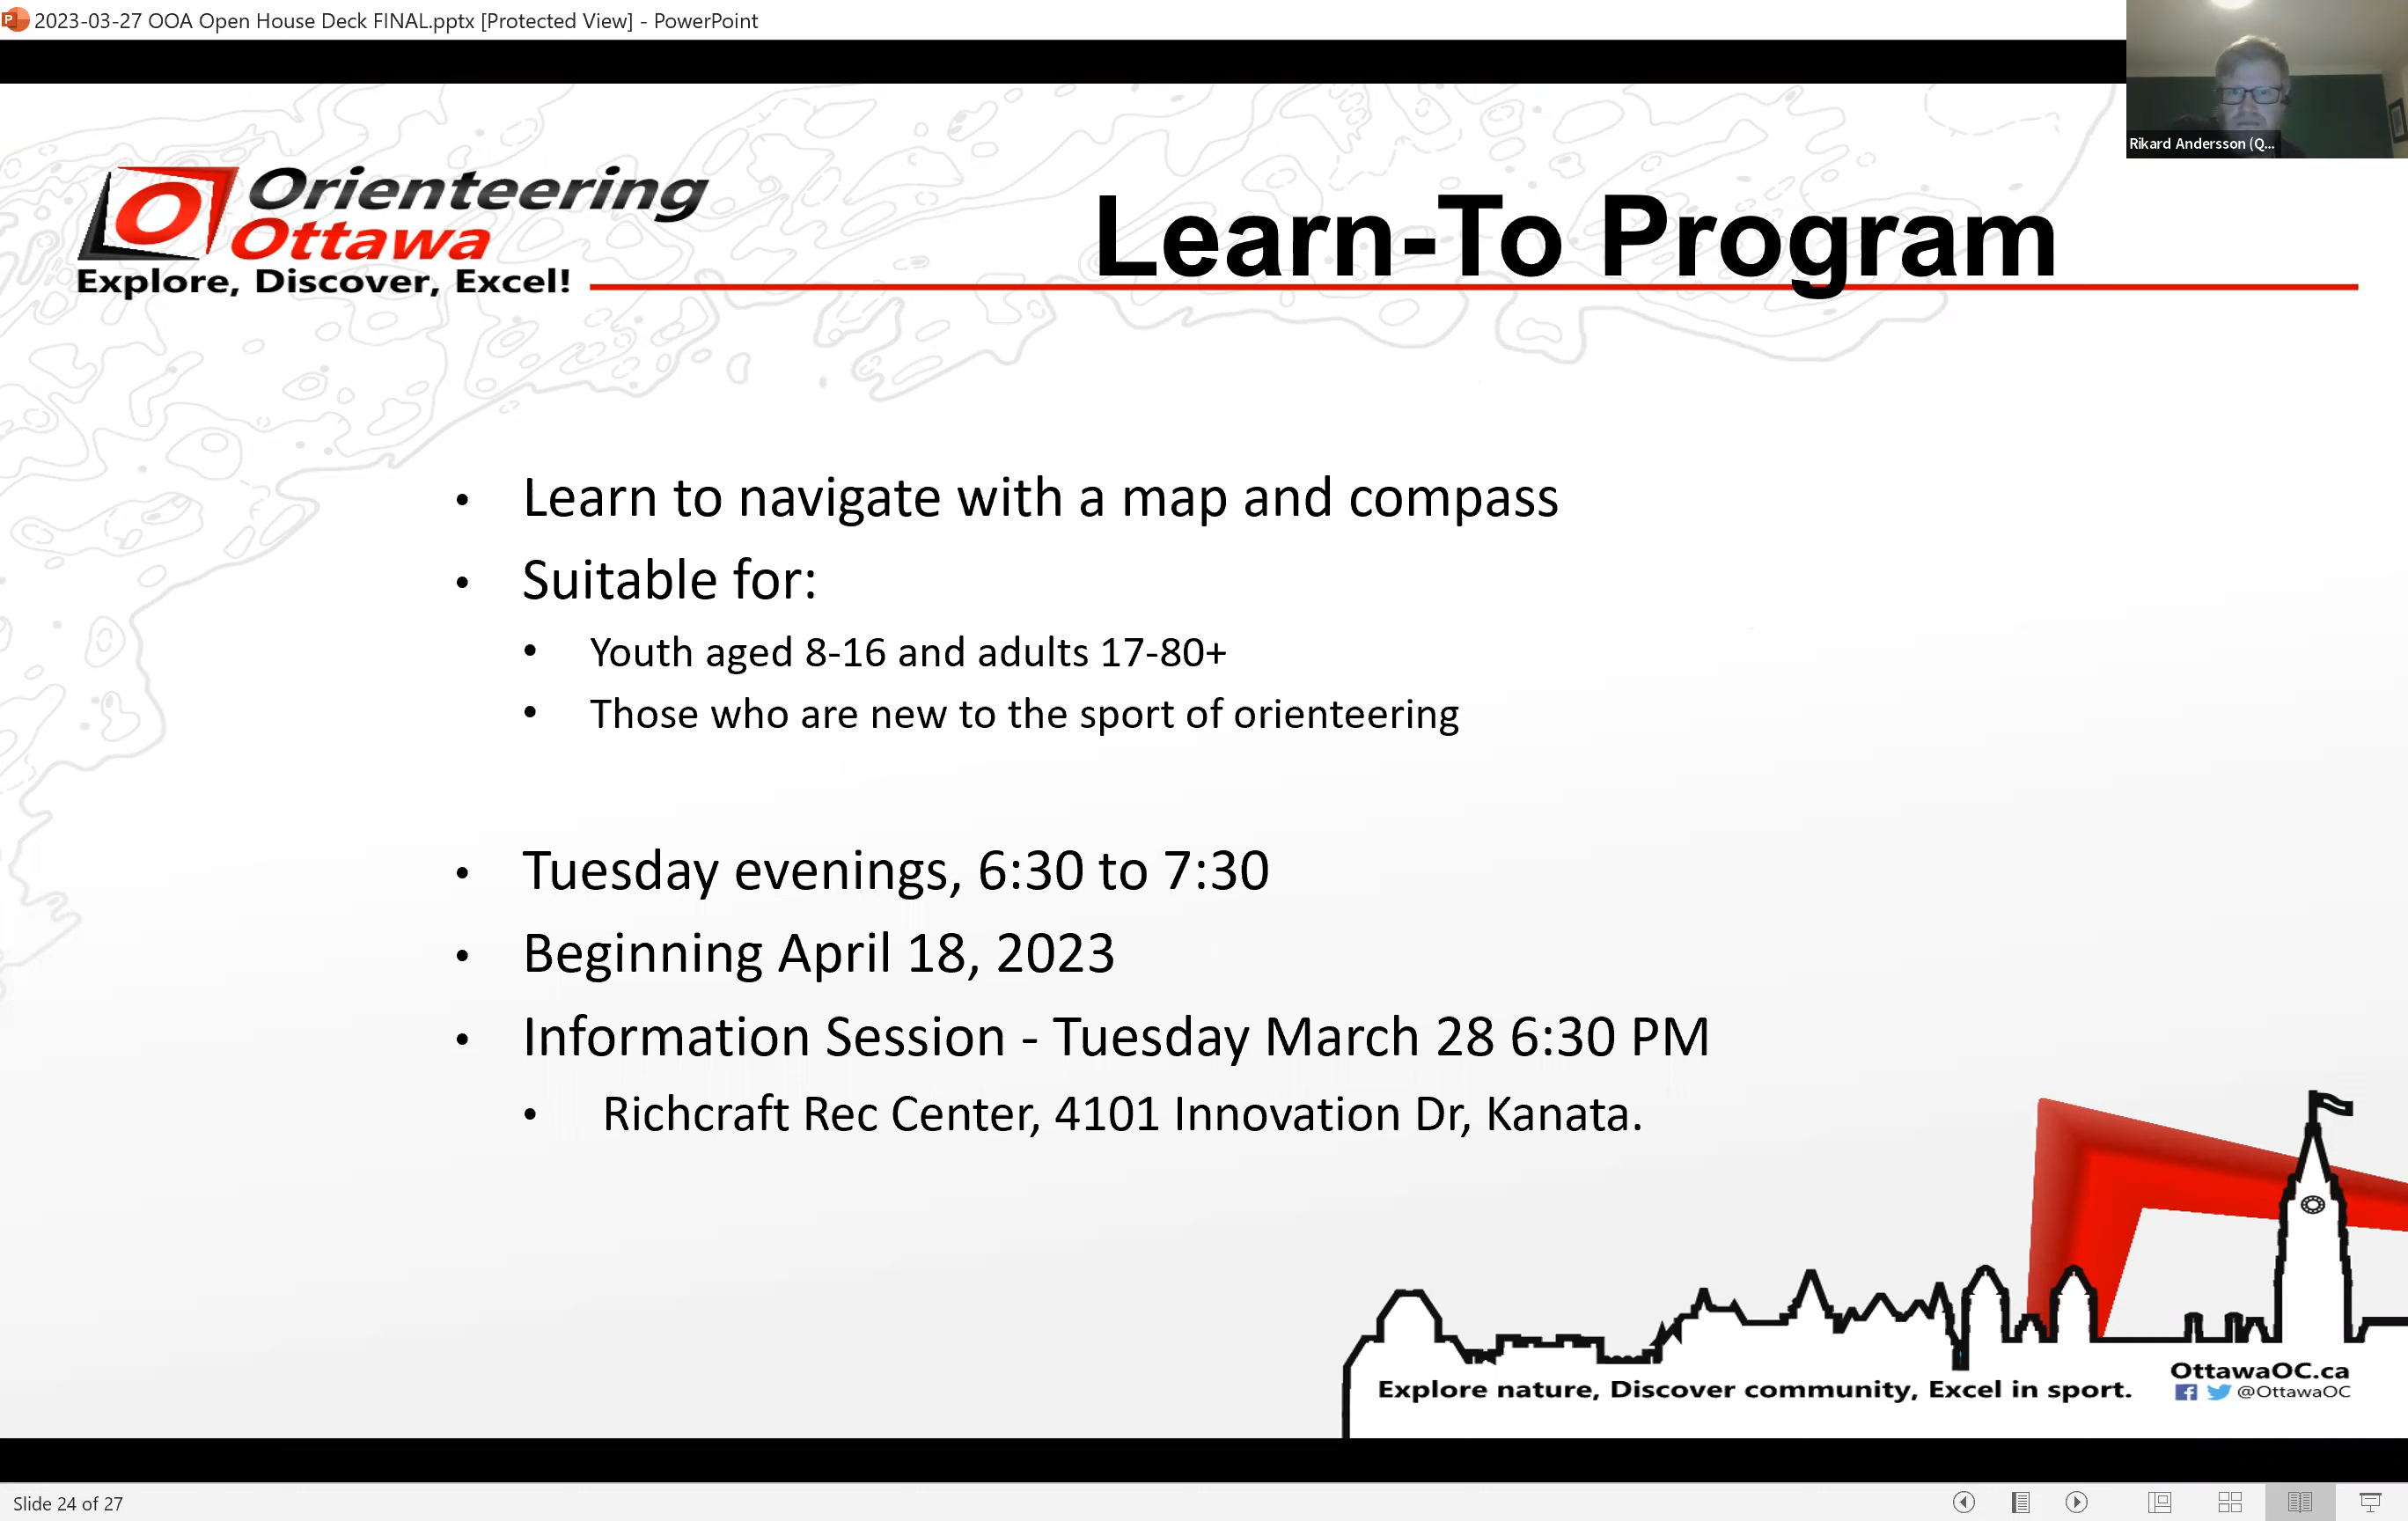 2023-03-27 OOA Open House Deck FINAL.pptx [Protected View] - PowerPoint
Rikard Andersson (Q...
Orienteering
Ottawa
Explore, Discover, Excel!
Learn-To Program
• Learn to navigate with a map and compass
• Suitable for:
• Youth aged 8-16 and adults 17-80+
• Those who are new to the sport of orienteering
• Tuesday evenings, 6:30 to 7:30
• Beginning April 18, 2023
• Information Session - Tuesday March 28 6:30 PM
• Richcraft Rec Center, 4101 Innovation Dr, Kanata.
Explore nature, Discover community, Excel in sport.
OttawaOC.ca
@OttawaOC
Slide 24 of 27